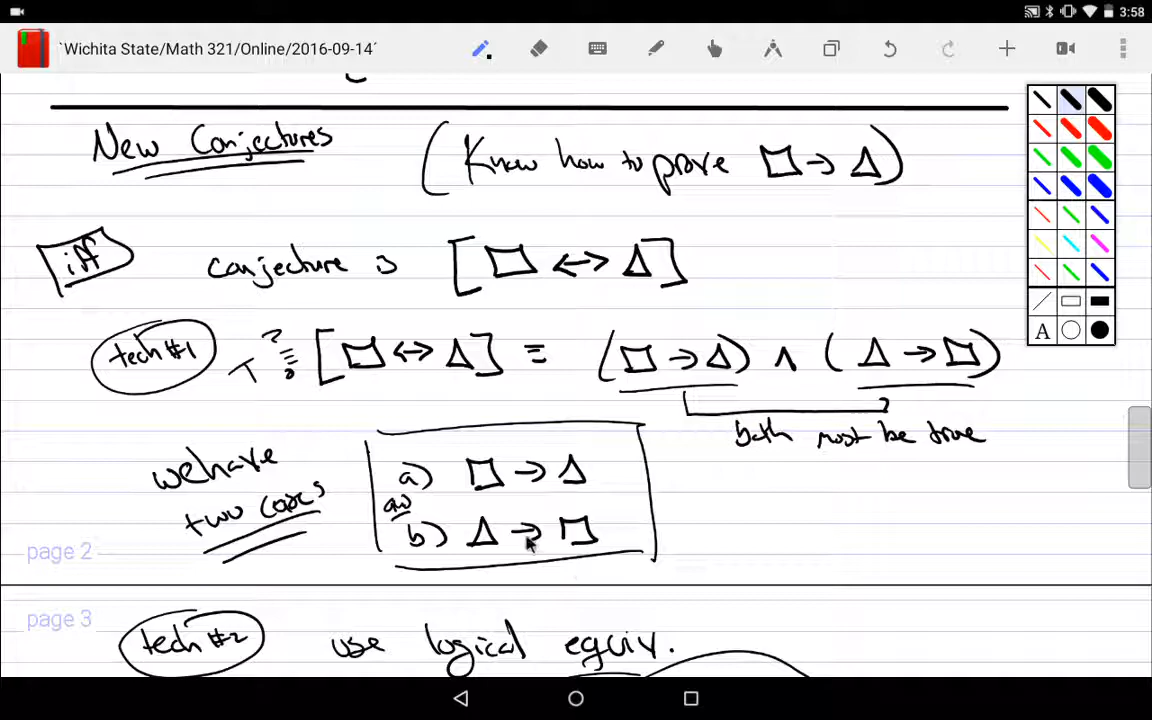 3:58
`Wichita State/Math 321/Online/2016-09-14´
New Conjectures (Know how to prove □ → △)
iff conjecture is [□ ↔ △]
tech #1 T ≡? [□ ↔ △] ≡ (□ → △) ∧ (△ → □)
both must be true
we have
two cases
a) □ → △
b) △ → □
page 2
page 3
tech #2 use logical equiv.
A